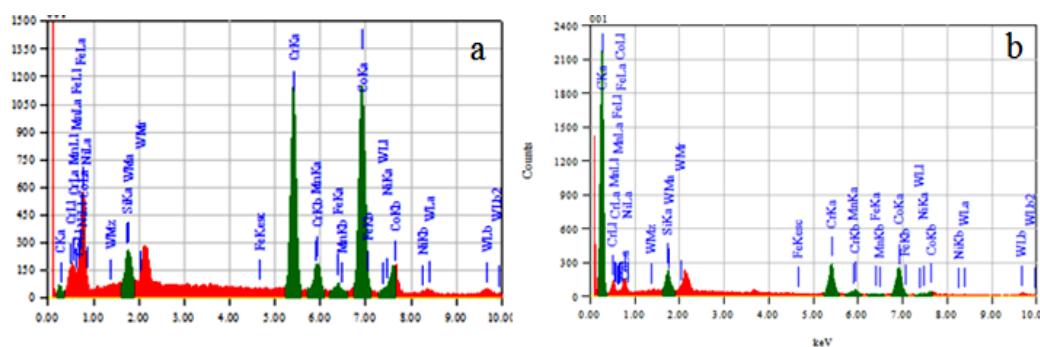 a
1500
1350
1200
1050
900
750
600
450
300
150
0
0.00 1.00 2.00 3.00 4.00 5.00 6.00 7.00 8.00 9.00 10.00
CKa
CrLl
CrLa
MnLl
MnLa
FeLl
FeLa
CoLa
NiLa
WMz
SiKa
WMa
WMr
FeKesc
CrKa
CrKb
MnKa
MnKb
FeKa
CoKa
FeKb
WLl
NiKa
CoKb
NiKb
WLa
WLb
WLb2
b
001
Counts
2400
2100
1800
1500
1200
900
600
300
0
0.00 1.00 2.00 3.00 4.00 5.00 6.00 7.00 8.00 9.00 10.0
keV
CKa
CrLl
CrLa
MnLl
MnLa
FeLl
FeLa
CoLl
NiLa
WMz
SiKa
WMa
WMr
FeKesc
CrKa
CrKb
MnKa
MnKb
FeKa
CoKa
FeKb
WLl
NiKa
CoKb
NiKb
WLa
WLb
WLb2